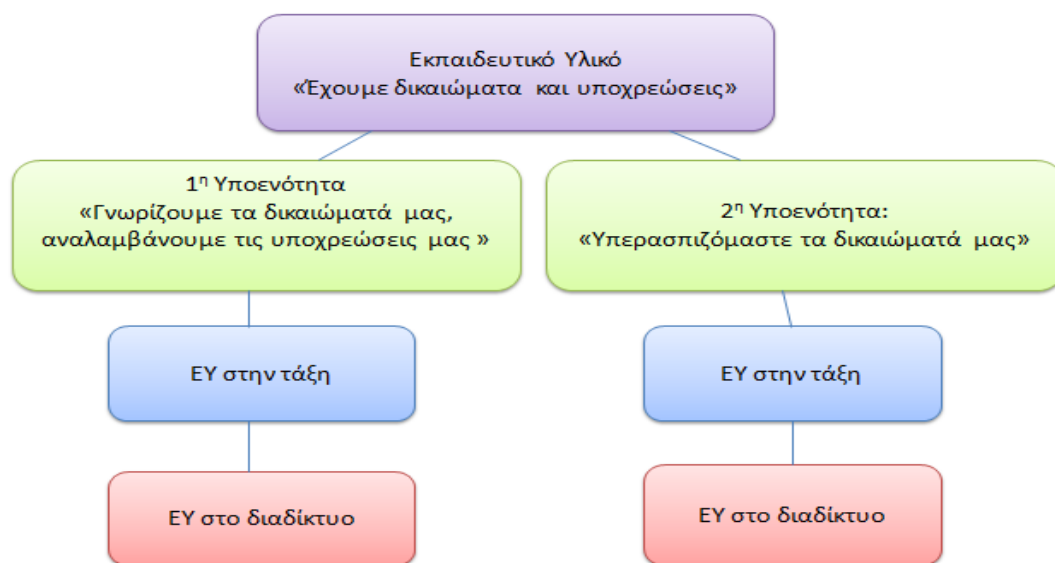 Εκπαιδευτικό Υλικό
«Έχουμε δικαιώματα και υποχρεώσεις»
1η Υποενότητα
«Γνωρίζουμε τα δικαιώματά μας,
αναλαμβάνουμε τις υποχρεώσεις μας »
2η Υποενότητα:
«Υπερασπιζόμαστε τα δικαιώματά μας»
ΕΥ στην τάξη
ΕΥ στην τάξη
ΕΥ στο διαδίκτυο
ΕΥ στο διαδίκτυο